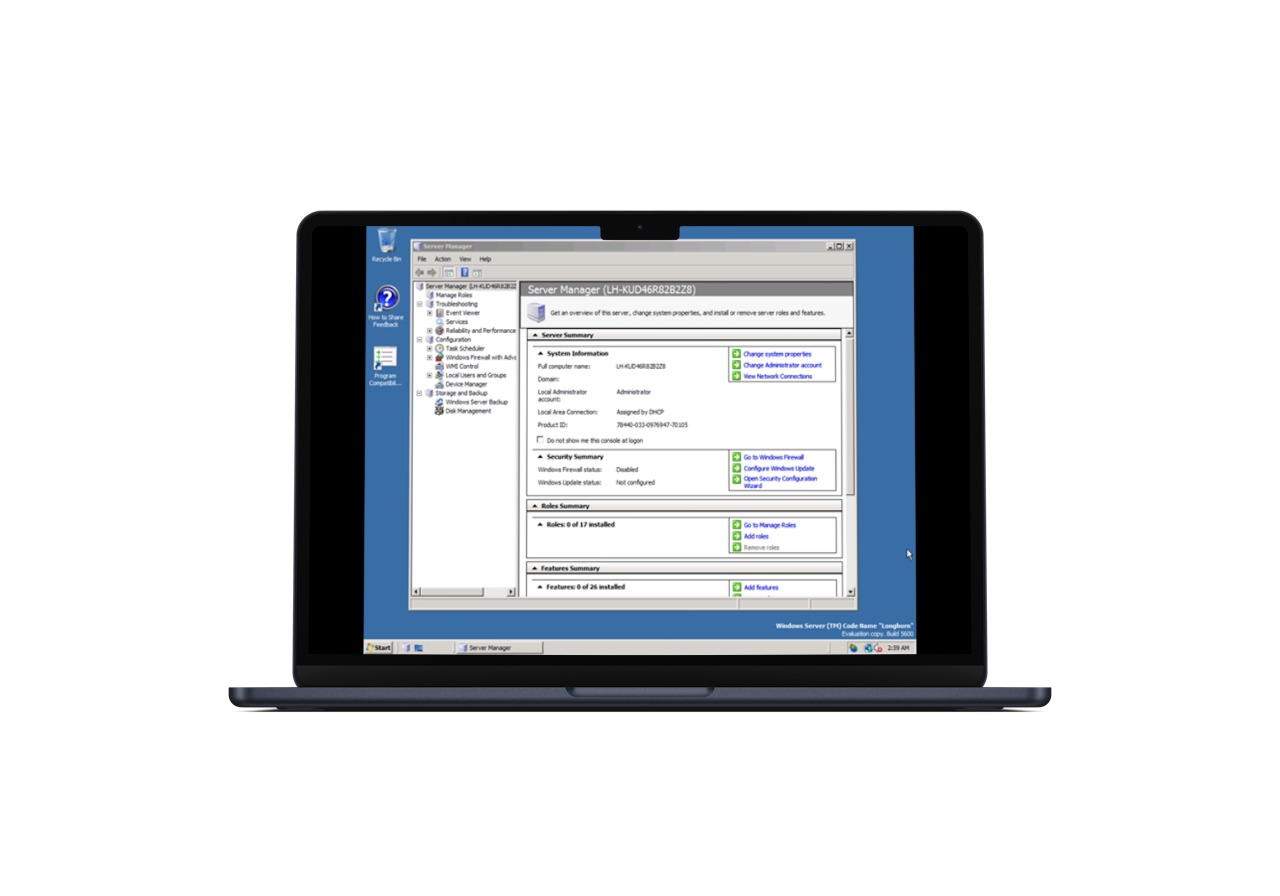 Recycle Bin
How to Share
Feedback
Program
Compatibil...
Server Manager
File Action View Help
Server Manager (LH-KUD46R82B2Z
Manage Roles
Troubleshooting
Event Viewer
Services
Reliability and Performance
Configuration
Task Scheduler
Windows Firewall with Adva
WMI Control
Local Users and Groups
Device Manager
Storage and Backup
Windows Server Backup
Disk Management
Server Manager (LH-KUD46R82B2Z8)
Get an overview of this server, change system properties, and install or remove server roles and features.
Server Summary
System Information
Full computer name: LH-KUD46R82B2Z8
Domain:
Local Administrator
account: Administrator
Local Area Connection: Assigned by DHCP
Product ID: 78440-033-0976947-70105
Do not show me this console at logon
Change system properties
Change Administrator account
View Network Connections
Security Summary
Windows Firewall status: Disabled
Windows Update status: Not configured
Go to Windows Firewall
Configure Windows Update
Open Security Configuration
Wizard
Roles Summary
Roles: 0 of 17 installed
Go to Manage Roles
Add roles
Remove roles
Features Summary
Features: 0 of 26 installed
Add features
Windows Server (TM) Code Name "Longhorn"
Evaluation copy. Build 5600
Start
Server Manager
2:59 AM